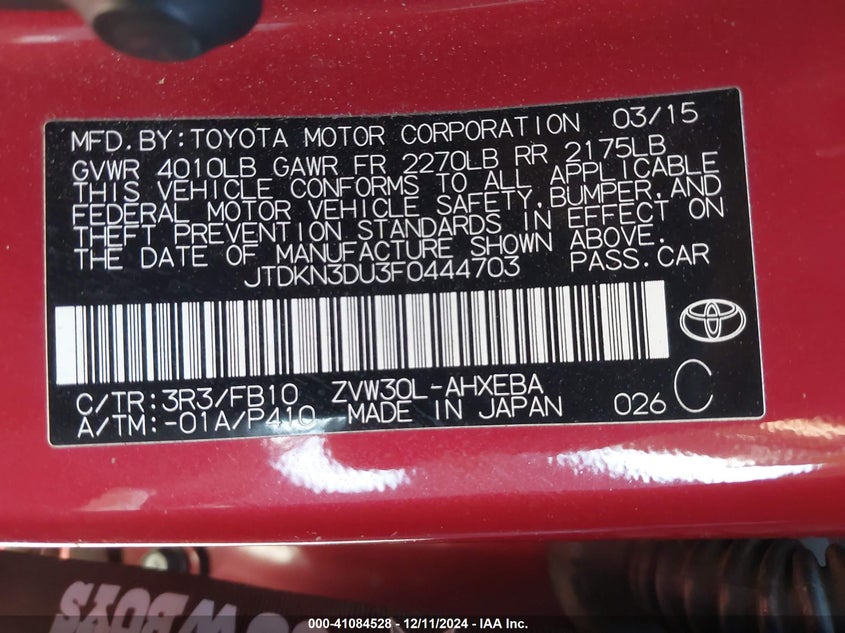 MFD.BY:TOYOTA MOTOR CORPORATION 03/15
GVWR 4010LB GAWR FR 2270LB RR 2175LB
THIS VEHICLE CONFORMS TO ALL APPLICABLE
FEDERAL MOTOR VEHICLE SAFETY,BUMPER,AND
THEFT PREVENTION STANDARDS IN EFFECT ON
THE DATE OF MANUFACTURE SHOWN ABOVE.
JTDKN3DU3F0444703 PASS.CAR
C/TR:3R3/FB10 ZVW30L-AHXEBA
A/TM:-01A/P410 MADE IN JAPAN 026 C
000-41084528 - 12/11/2024 - IAA Inc.